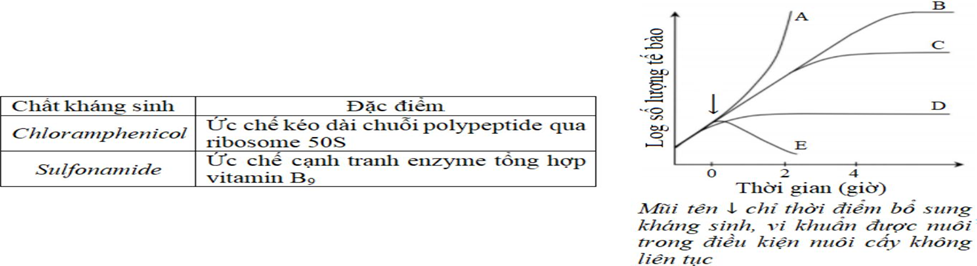 Chất kháng sinh
Đặc điểm
Chloramphenicol
Ức chế kéo dài chuỗi polypeptide qua
ribosome 50S
Sulfonamide
Ức chế cạnh tranh enzyme tổng hợp
vitamin B₉
Log số lượng tế bào
A
B
C
D
E
↓
0
2
4
Thời gian (giờ)
Mũi tên ↓ chỉ thời điểm bổ sung
kháng sinh, vi khuẩn được nuôi
trong điều kiện nuôi cấy không
liên tục